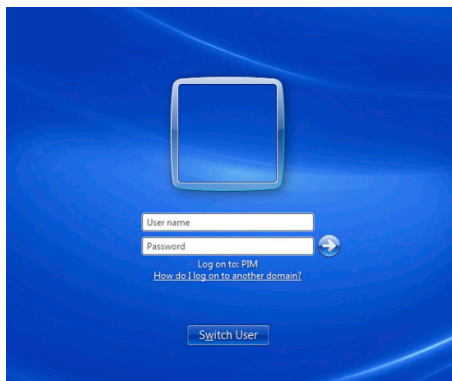 User name
Password
Log on to: PIM
How do I log on to another domain?
Switch User